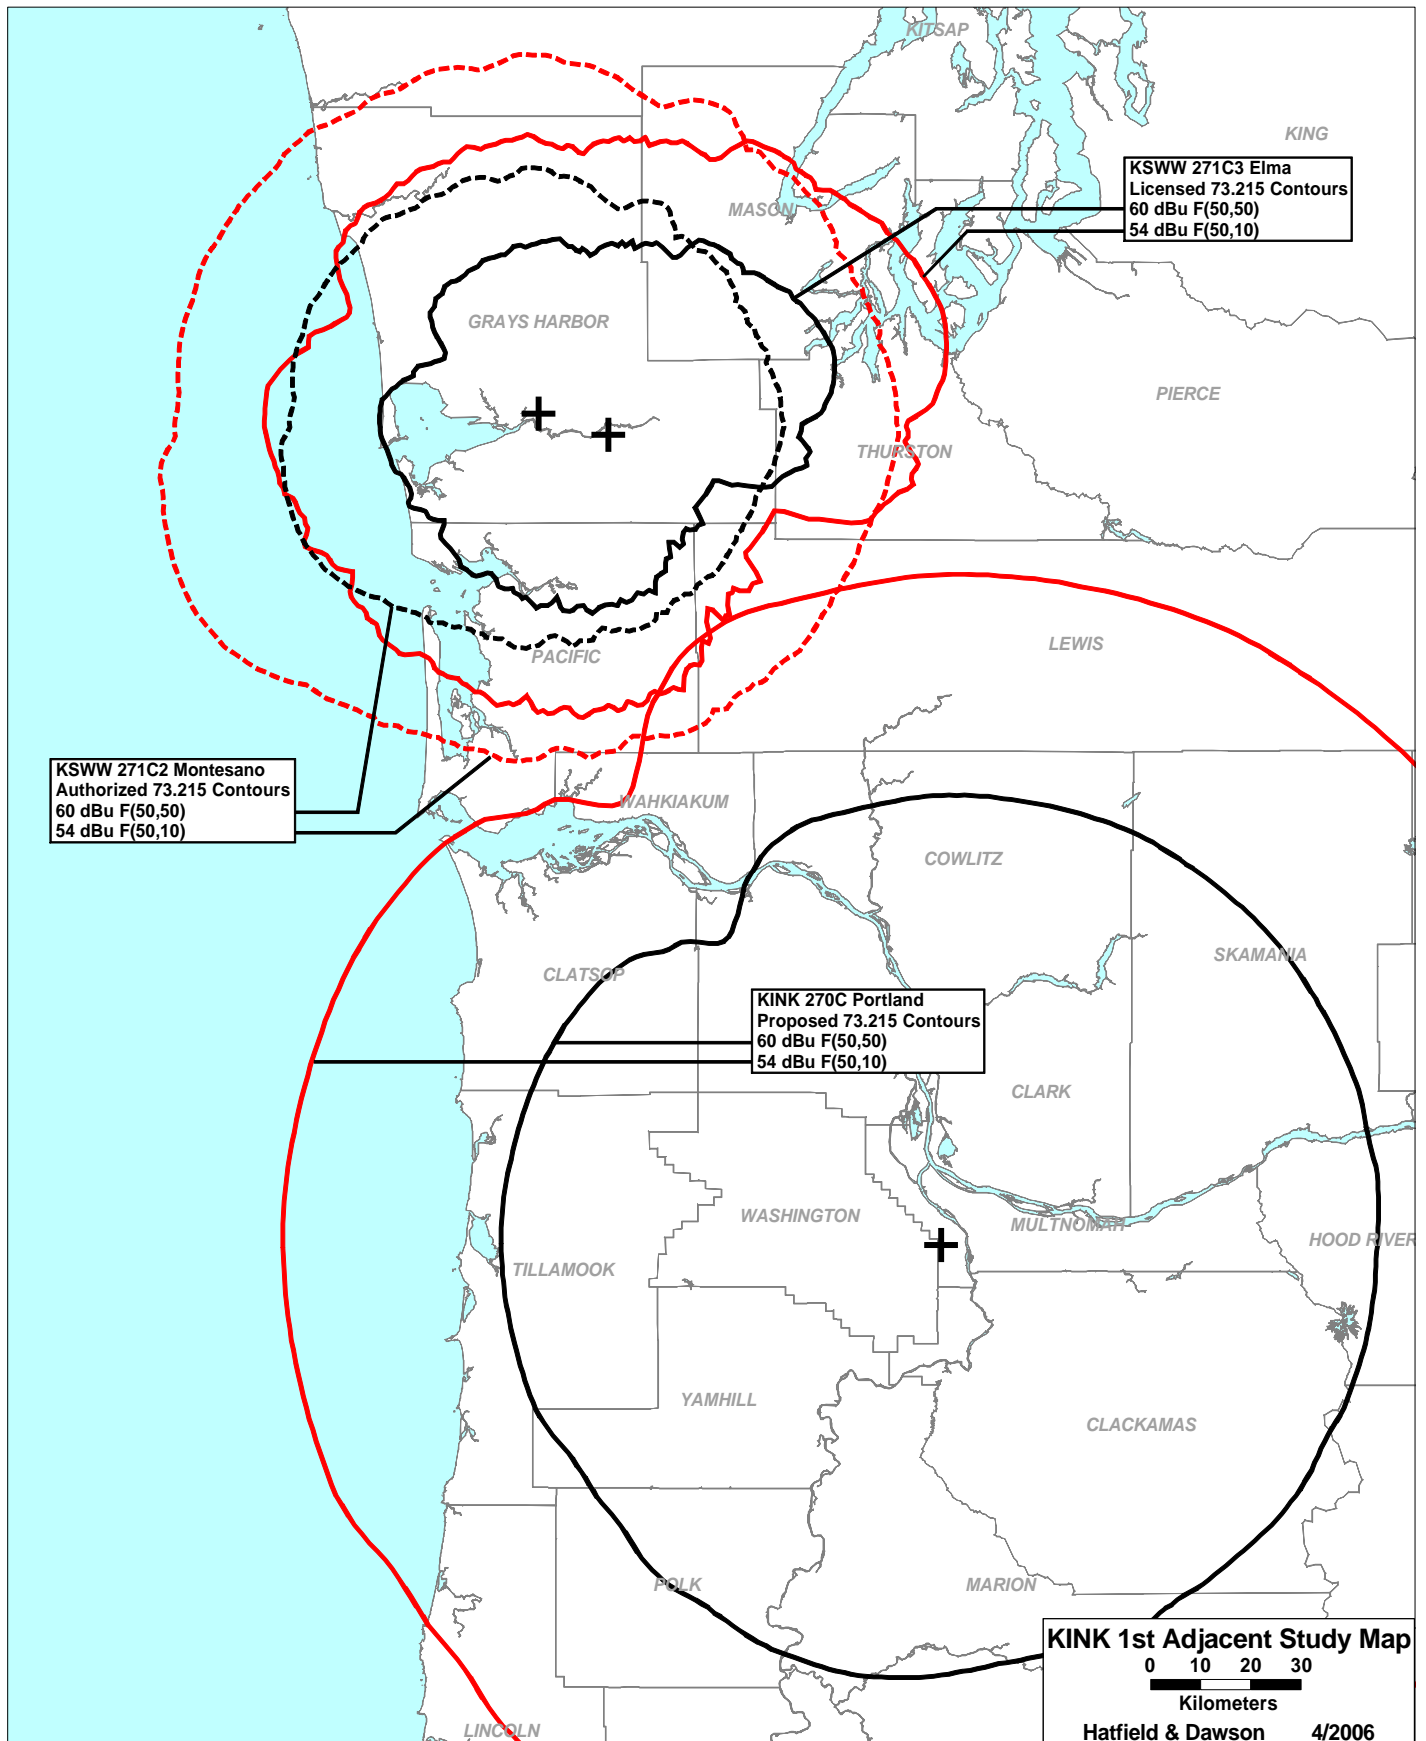 KITSAP
KING
KSWW 271C3 Elma
Licensed 73.215 Contours
60 dBu F(50,50)
54 dBu F(50,10)
MASON
GRAYS HARBOR
PIERCE
THURSTON
PACIFIC
LEWIS
KSWW 271C2 Montesano
Authorized 73.215 Contours
60 dBu F(50,50)
54 dBu F(50,10)
WAHKIAKUM
COWLITZ
SKAMANIA
CLATSOP
KINK 270C Portland
Proposed 73.215 Contours
60 dBu F(50,50)
54 dBu F(50,10)
CLARK
WASHINGTON
MULTNOMAH
HOOD RIVER
TILLAMOOK
YAMHILL
CLACKAMAS
POLK
MARION
KINK 1st Adjacent Study Map
0 10 20 30
Kilometers
Hatfield & Dawson 4/2006
LINCOLN